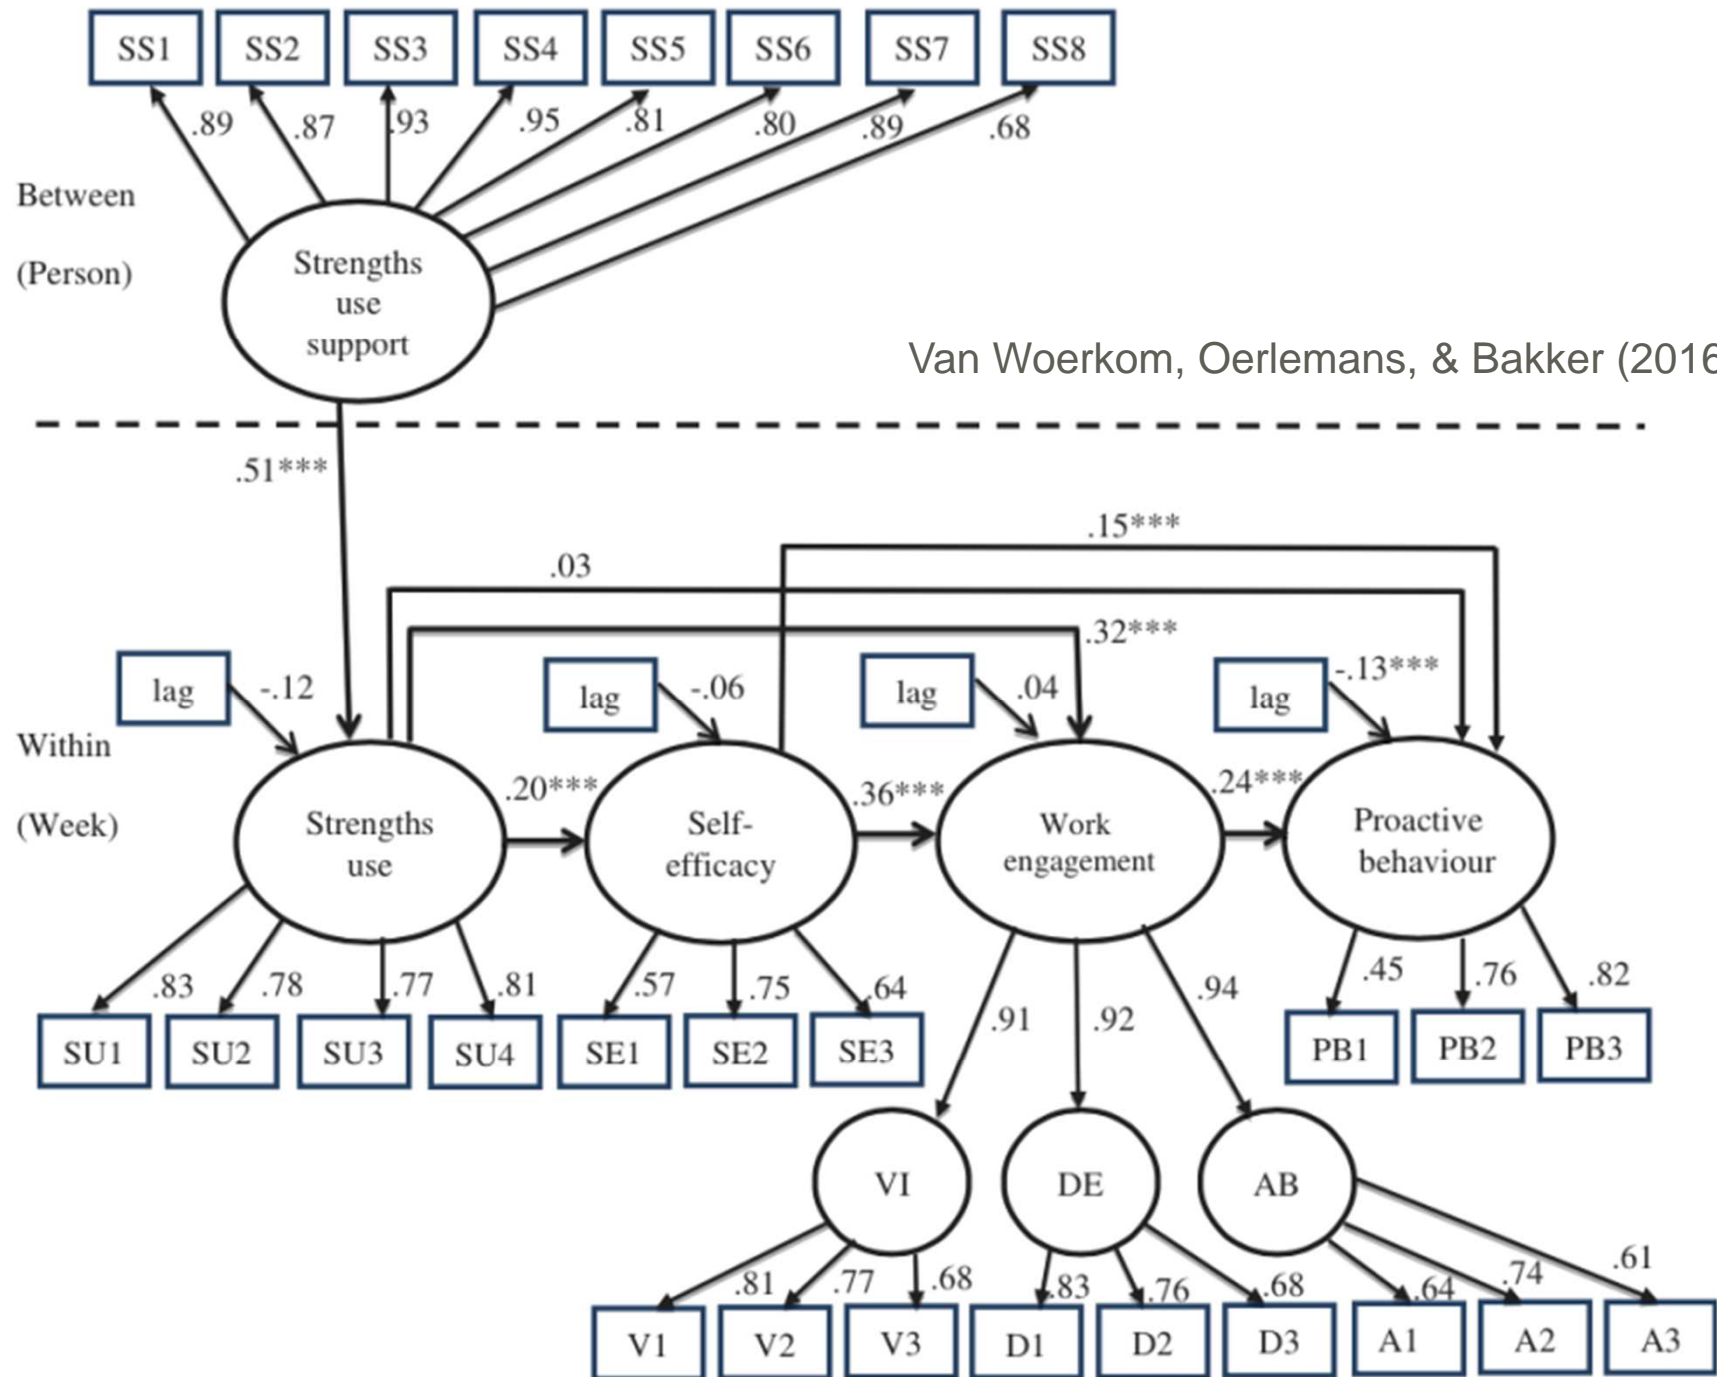 SS1 SS2 SS3 SS4 SS5 SS6 SS7 SS8
.89 .87 .93 .95 .81 .80 .89 .68
Between
(Person)
Strengths
use
support
Van Woerkom, Oerlemans, & Bakker (2016
.51***
.15***
.03
.32***
lag -.12 lag -.06 lag .04 lag -.13***
Within
(Week)
.20*** .36*** .24***
Strengths
use
Self-
efficacy
Work
engagement
Proactive
behaviour
.83 .78 .77 .81 .57 .75 .64 .91 .92 .94 .45 .76 .82
SU1 SU2 SU3 SU4 SE1 SE2 SE3 PB1 PB2 PB3
VI DE AB
.81 .77 .68 .83 .76 .68 .64 .74 .61
V1 V2 V3 D1 D2 D3 A1 A2 A3